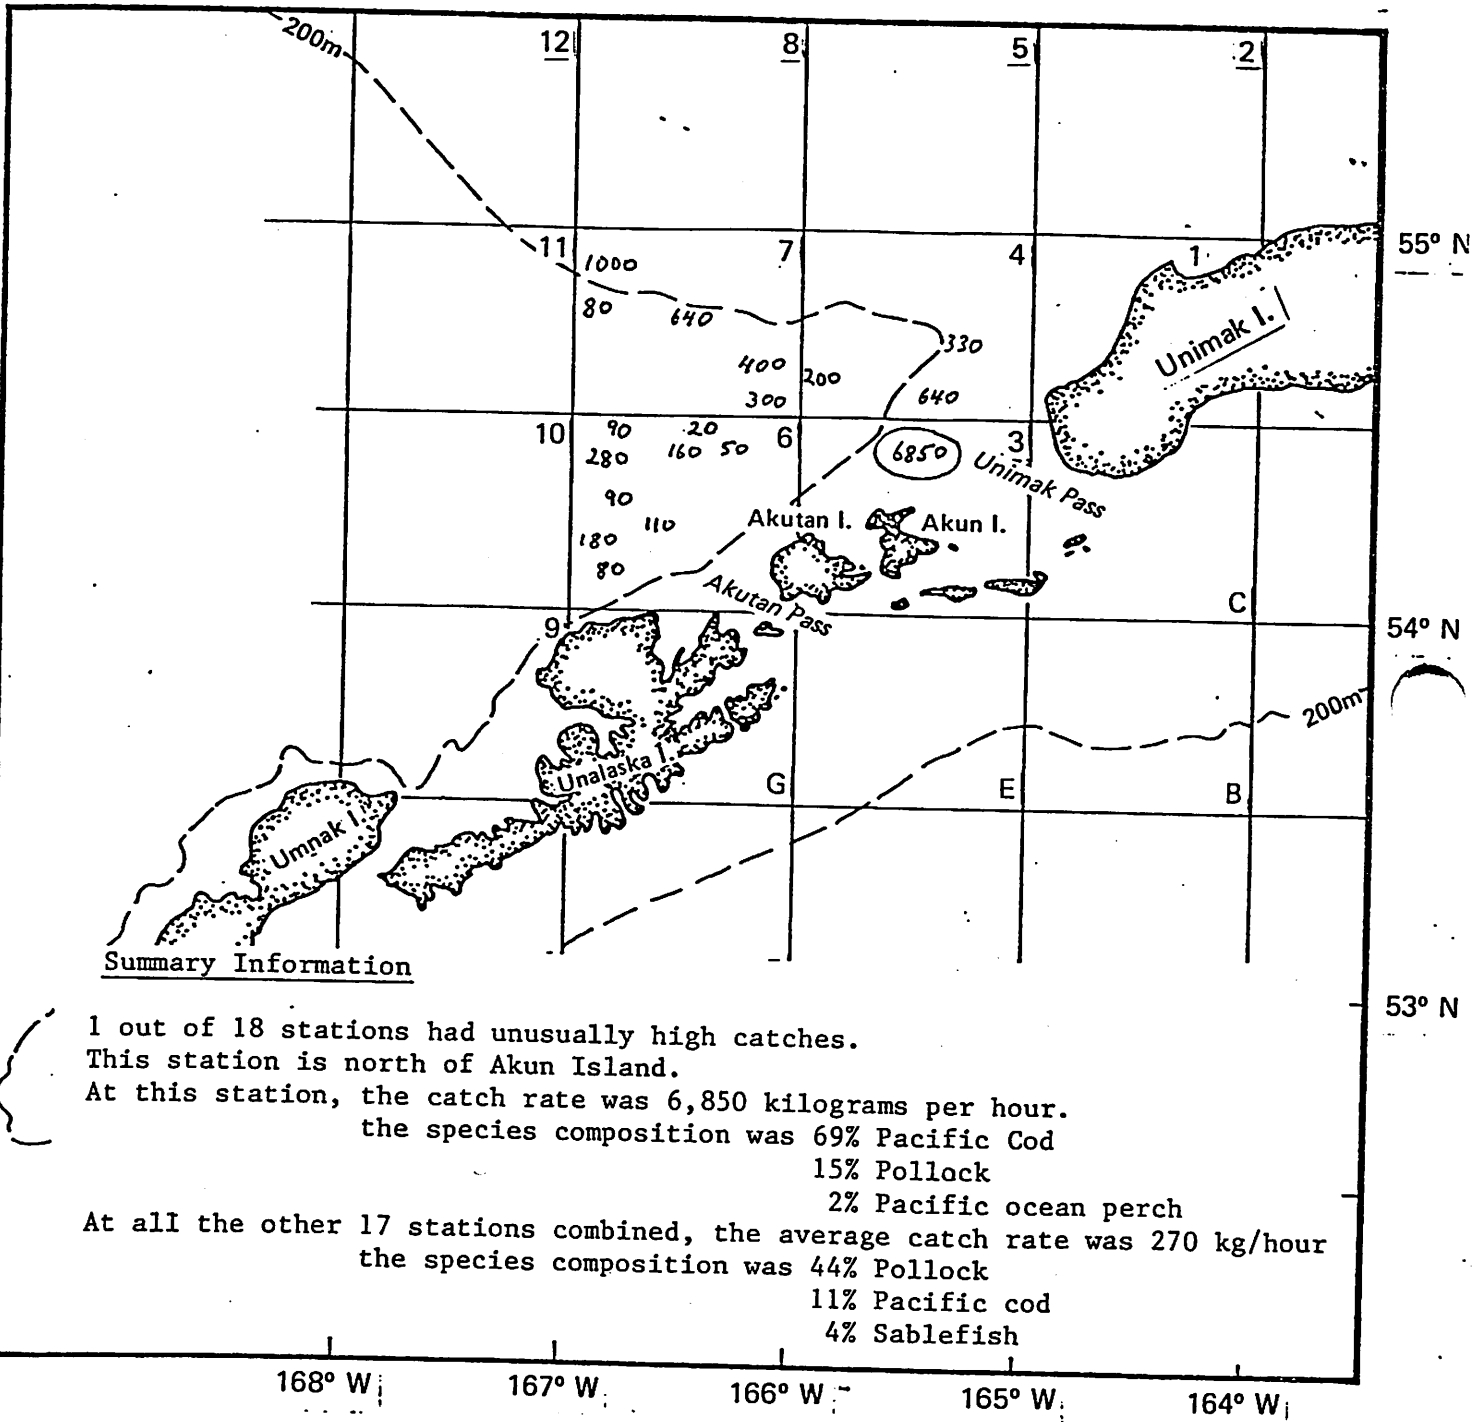 200m
12
8
5
2
55° N
11
1000
7
4
1
80
640
Unimak I.
330
400
200
300
640
10
90
20
6
3
280
160
50
6850
Unimak Pass
90
110
Akutan I.
Akun I.
180
80
Akutan Pass
C
9
54° N
200m
Unalaska I.
G
E
B
Umnak I.
Summary Information
53° N
1 out of 18 stations had unusually high catches.
This station is north of Akun Island.
At this station, the catch rate was 6,850 kilograms per hour.
the species composition was 69% Pacific Cod
15% Pollock
2% Pacific ocean perch
At all the other 17 stations combined, the average catch rate was 270 kg/hour
the species composition was 44% Pollock
11% Pacific cod
4% Sablefish
168° W
167° W
166° W
165° W
164° W